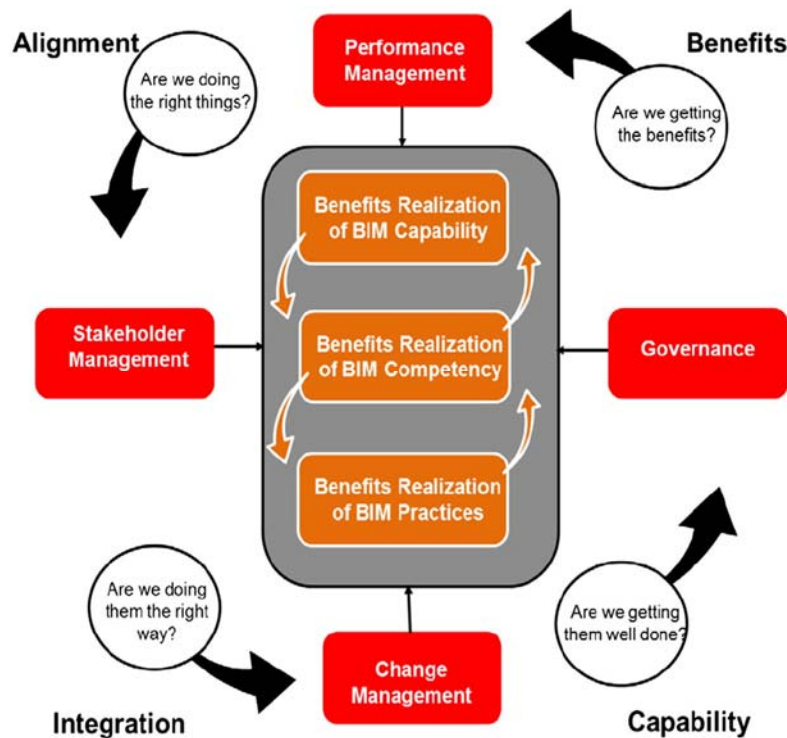 Alignment
Performance
Management
Benefits
Are we doing
the right things?
Are we getting
the benefits?
Benefits Realization
of BIM Capability
Stakeholder
Management
Benefits Realization
of BIM Competency
Governance
Benefits Realization
of BIM Practices
Are we doing
them the right
way?
Are we getting
them well done?
Change
Management
Integration
Capability